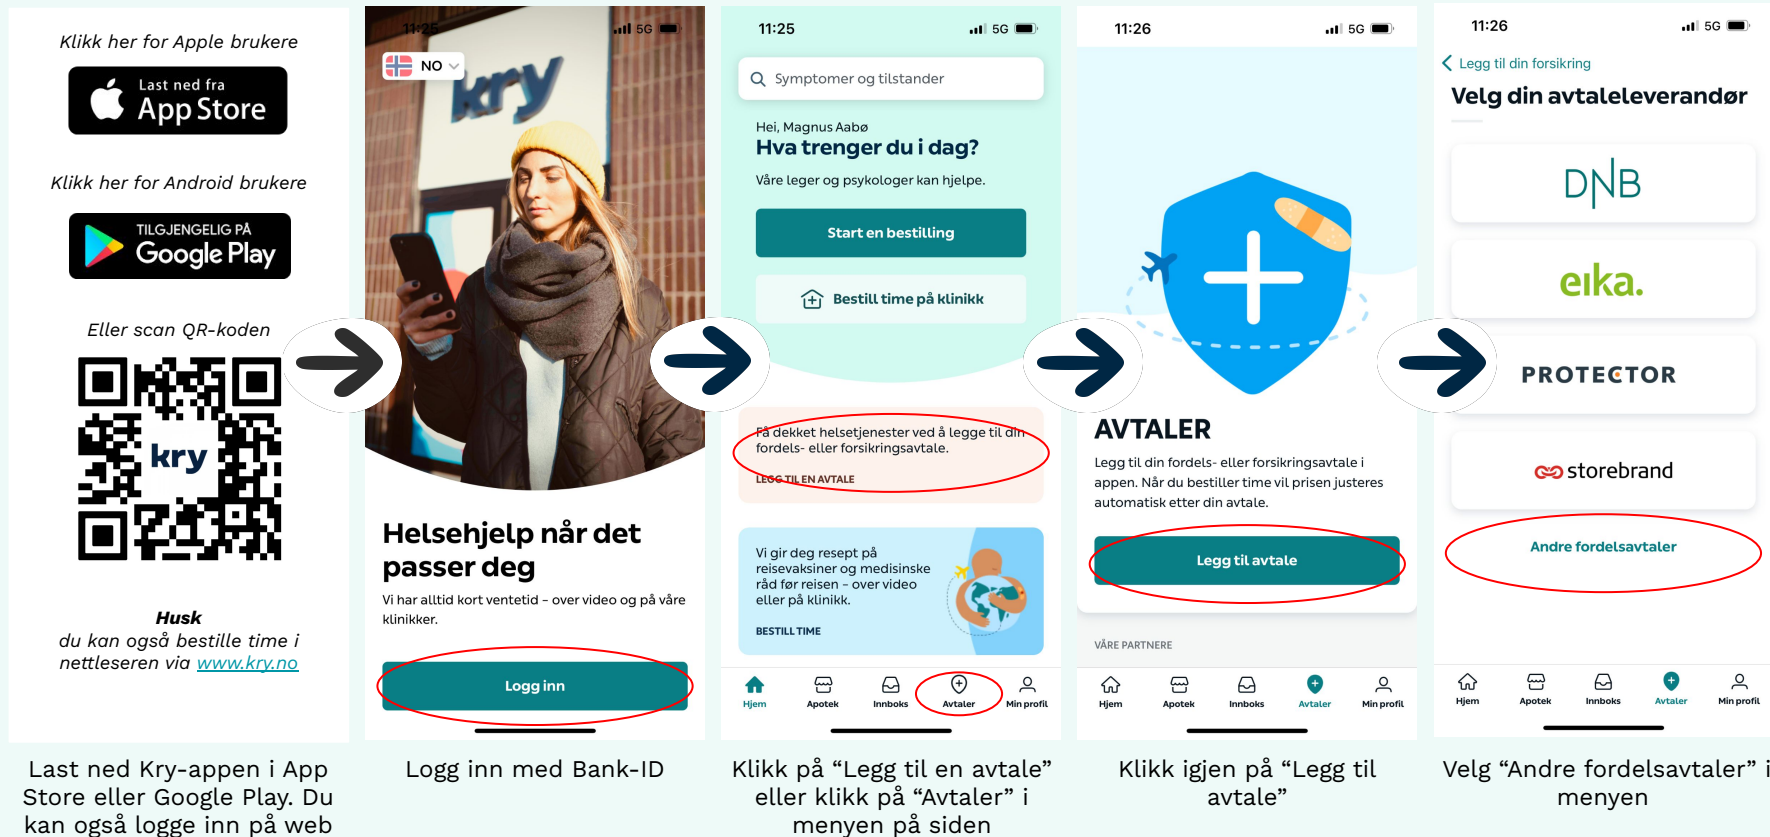 Klikk her for Apple brukere
Last ned fra
App Store
Klikk her for Android brukere
TILGJENGELIG PÅ
Google Play
Eller scan QR-koden
kry
Husk
du kan også bestille time i
nettleseren via www.kry.no
Last ned Kry-appen i App
Store eller Google Play. Du
kan også logge inn på web
11:25
5G
NO
kry
Helsehjelp når det
passer deg
Vi har alltid kort ventetid – over video og på våre
klinikker.
Logg inn
Logg inn med Bank-ID
11:25
5G
Symptomer og tilstander
Hei, Magnus Aabø
Hva trenger du i dag?
Våre leger og psykologer kan hjelpe.
Start en bestilling
Bestill time på klinikk
Få dekket helsetjenester ved å legge til din
fordels- eller forsikringsavtale.
LEGG TIL EN AVTALE
Vi gir deg resept på
reisevaksiner og medisinske
råd før reisen – over video
eller på klinikk.
BESTILL TIME
Hjem Apotek Innboks Avtaler Min profil
Klikk på “Legg til en avtale”
eller klikk på “Avtaler” i
menyen på siden
11:26
5G
AVTALER
Legg til din fordels- eller forsikringsavtale i
appen. Når du bestiller time vil prisen justeres
automatisk etter din avtale.
Legg til avtale
VÅRE PARTNERE
Hjem Apotek Innboks Avtaler Min profil
Klikk igjen på “Legg til
avtale”
11:26
5G
Legg til din forsikring
Velg din avtaleleverandør
DNB
eika.
PROTECTOR
storebrand
Andre fordelsavtaler
Hjem Apotek Innboks Avtaler Min profil
Velg “Andre fordelsavtaler” i
menyen